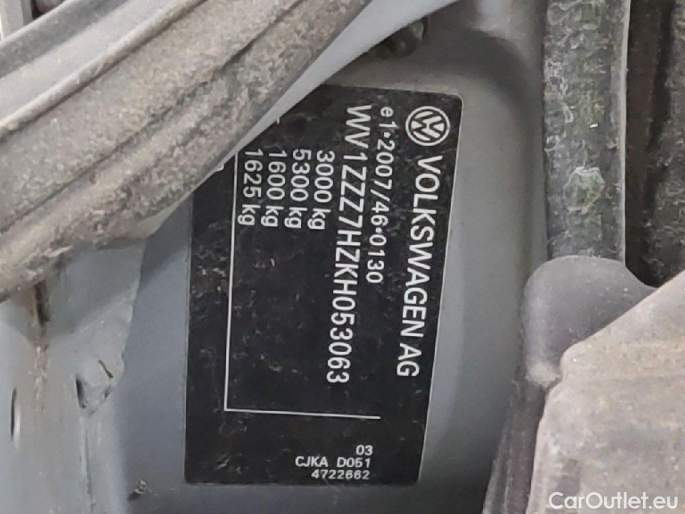 VOLKSWAGEN AG
e1*2007/46*0130
WV1ZZZ7HZKH053063
3000 kg
5300 kg
1600 kg
1625 kg
03
CJKA D051
4722662
CarOutlet.eu